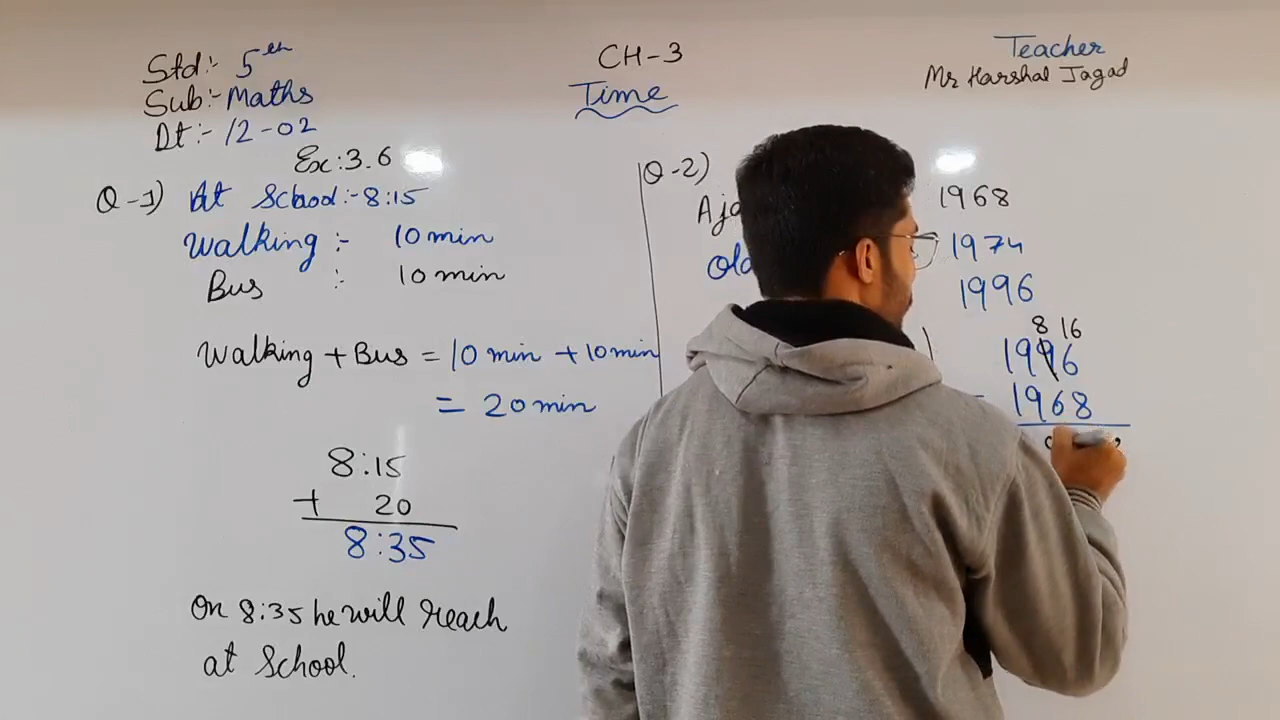 Std:- 5th
Sub:- Maths
Dt:- 12-02
CH-3
Time
Teacher
Mr Harshal Jagad
Ex:3.6
Q-1) At School:-8:15
Walking :- 10 min
Bus :- 10 min
Walking + Bus = 10 min + 10 min
= 20 min
8:15
+ 20
8:35
On 8:35 he will reach
at School.
Q-2)
1968
1974
1996
8 16
1996
- 1968